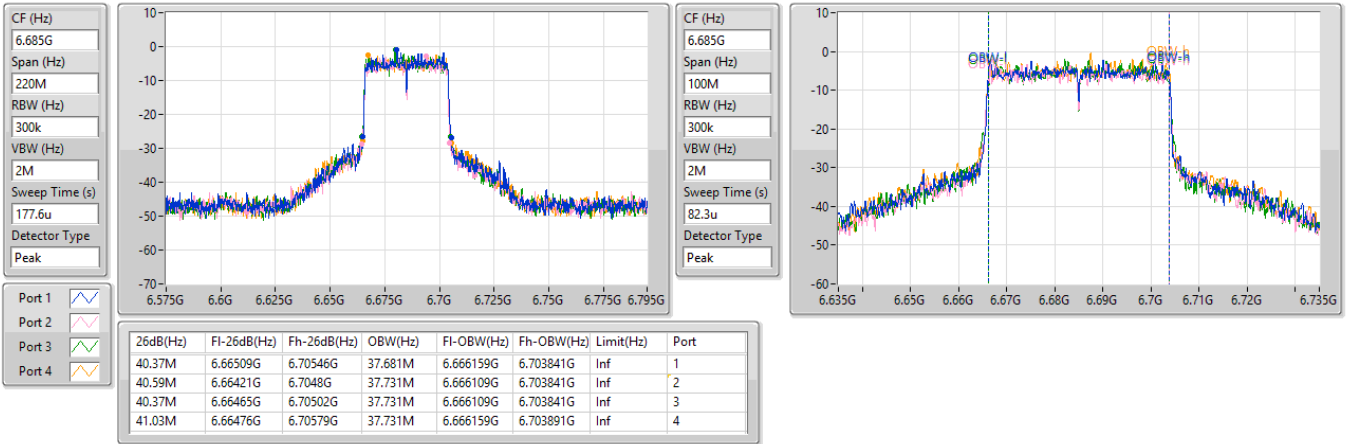 CF (Hz)
6.685G
Span (Hz)
220M
RBW (Hz)
300k
VBW (Hz)
2M
Sweep Time (s)
177.6u
Detector Type
Peak
10
0
-10
-20
-30
-40
-50
-60
-70
6.575G 6.6G 6.625G 6.65G 6.675G 6.7G 6.725G 6.75G 6.775G 6.795G
CF (Hz)
6.685G
Span (Hz)
100M
RBW (Hz)
300k
VBW (Hz)
2M
Sweep Time (s)
82.3u
Detector Type
Peak
10
0
-10
-20
-30
-40
-50
-60
OBW-l OBW-h
6.635G 6.65G 6.66G 6.67G 6.68G 6.69G 6.7G 6.71G 6.72G 6.735G
Port 1
Port 2
Port 3
Port 4
26dB(Hz) Fl-26dB(Hz) Fh-26dB(Hz) OBW(Hz) Fl-OBW(Hz) Fh-OBW(Hz) Limit(Hz) Port
40.37M 6.66509G 6.70546G 37.681M 6.666159G 6.703841G Inf 1
40.59M 6.66421G 6.7048G 37.731M 6.666109G 6.703841G Inf 2
40.37M 6.66465G 6.70502G 37.731M 6.666109G 6.703841G Inf 3
41.03M 6.66476G 6.70579G 37.731M 6.666159G 6.703891G Inf 4